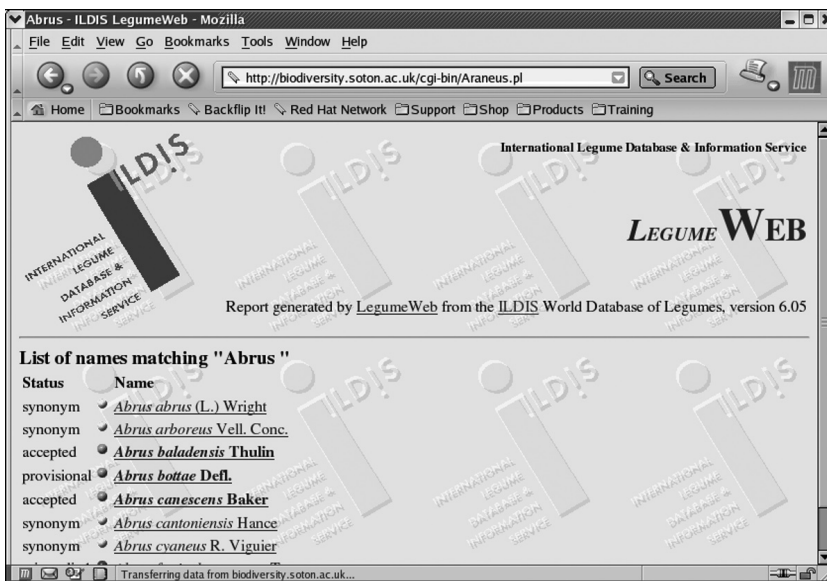 Abrus - ILDIS LegumeWeb - Mozilla
File Edit View Go Bookmarks Tools Window Help
http://biodiversity.soton.ac.uk/cgi-bin/Araneus.pl Search
Home Bookmarks Backflip It! Red Hat Network Support Shop Products Training
ILDIS
INTERNATIONAL
LEGUME
DATABASE &
INFORMATION
SERVICE
International Legume Database & Information Service
LEGUMEWEB
Report generated by LegumeWeb from the ILDIS World Database of Legumes, version 6.05
List of names matching "Abrus "
Status Name
synonym Abrus abrus (L.) Wright
synonym Abrus arboreus Vell. Conc.
accepted Abrus baladensis Thulin
provisional Abrus bottae Defl.
accepted Abrus canescens Baker
synonym Abrus cantoniensis Hance
synonym Abrus cyaneus R. Viguier
Transferring data from biodiversity.soton.ac.uk...